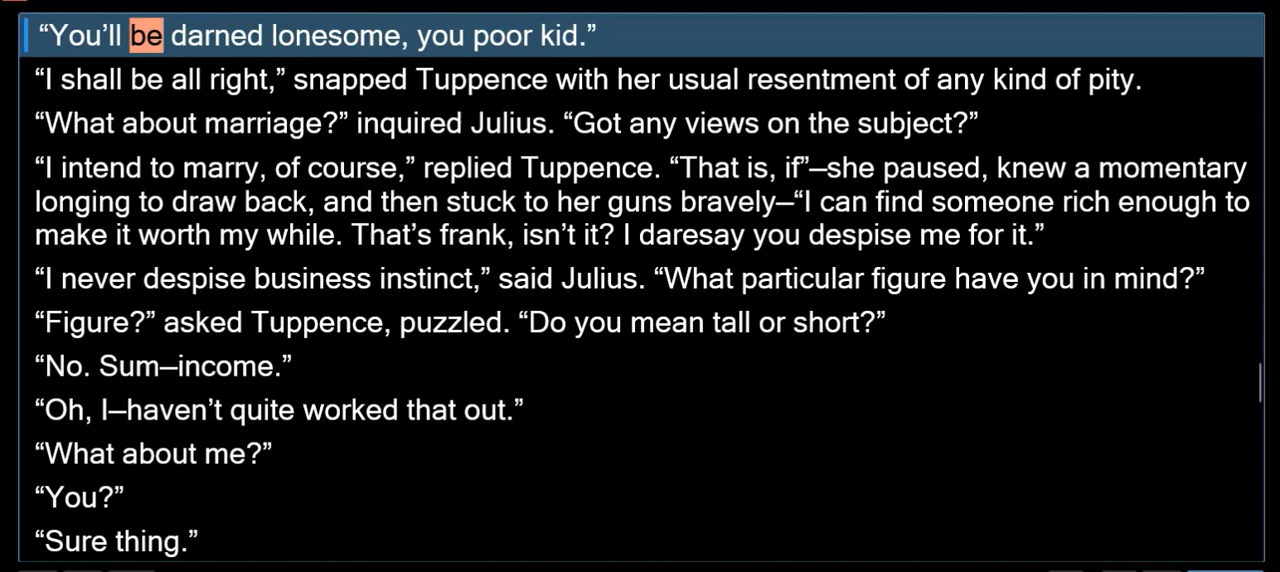 “You’ll be darned lonesome, you poor kid.”
“I shall be all right,” snapped Tuppence with her usual resentment of any kind of pity.
“What about marriage?” inquired Julius. “Got any views on the subject?”
“I intend to marry, of course,” replied Tuppence. “That is, if”—she paused, knew a momentary
longing to draw back, and then stuck to her guns bravely—“I can find someone rich enough to
make it worth my while. That’s frank, isn’t it? I daresay you despise me for it.”
“I never despise business instinct,” said Julius. “What particular figure have you in mind?”
“Figure?” asked Tuppence, puzzled. “Do you mean tall or short?”
“No. Sum—income.”
“Oh, I—haven’t quite worked that out.”
“What about me?”
“You?”
“Sure thing.”